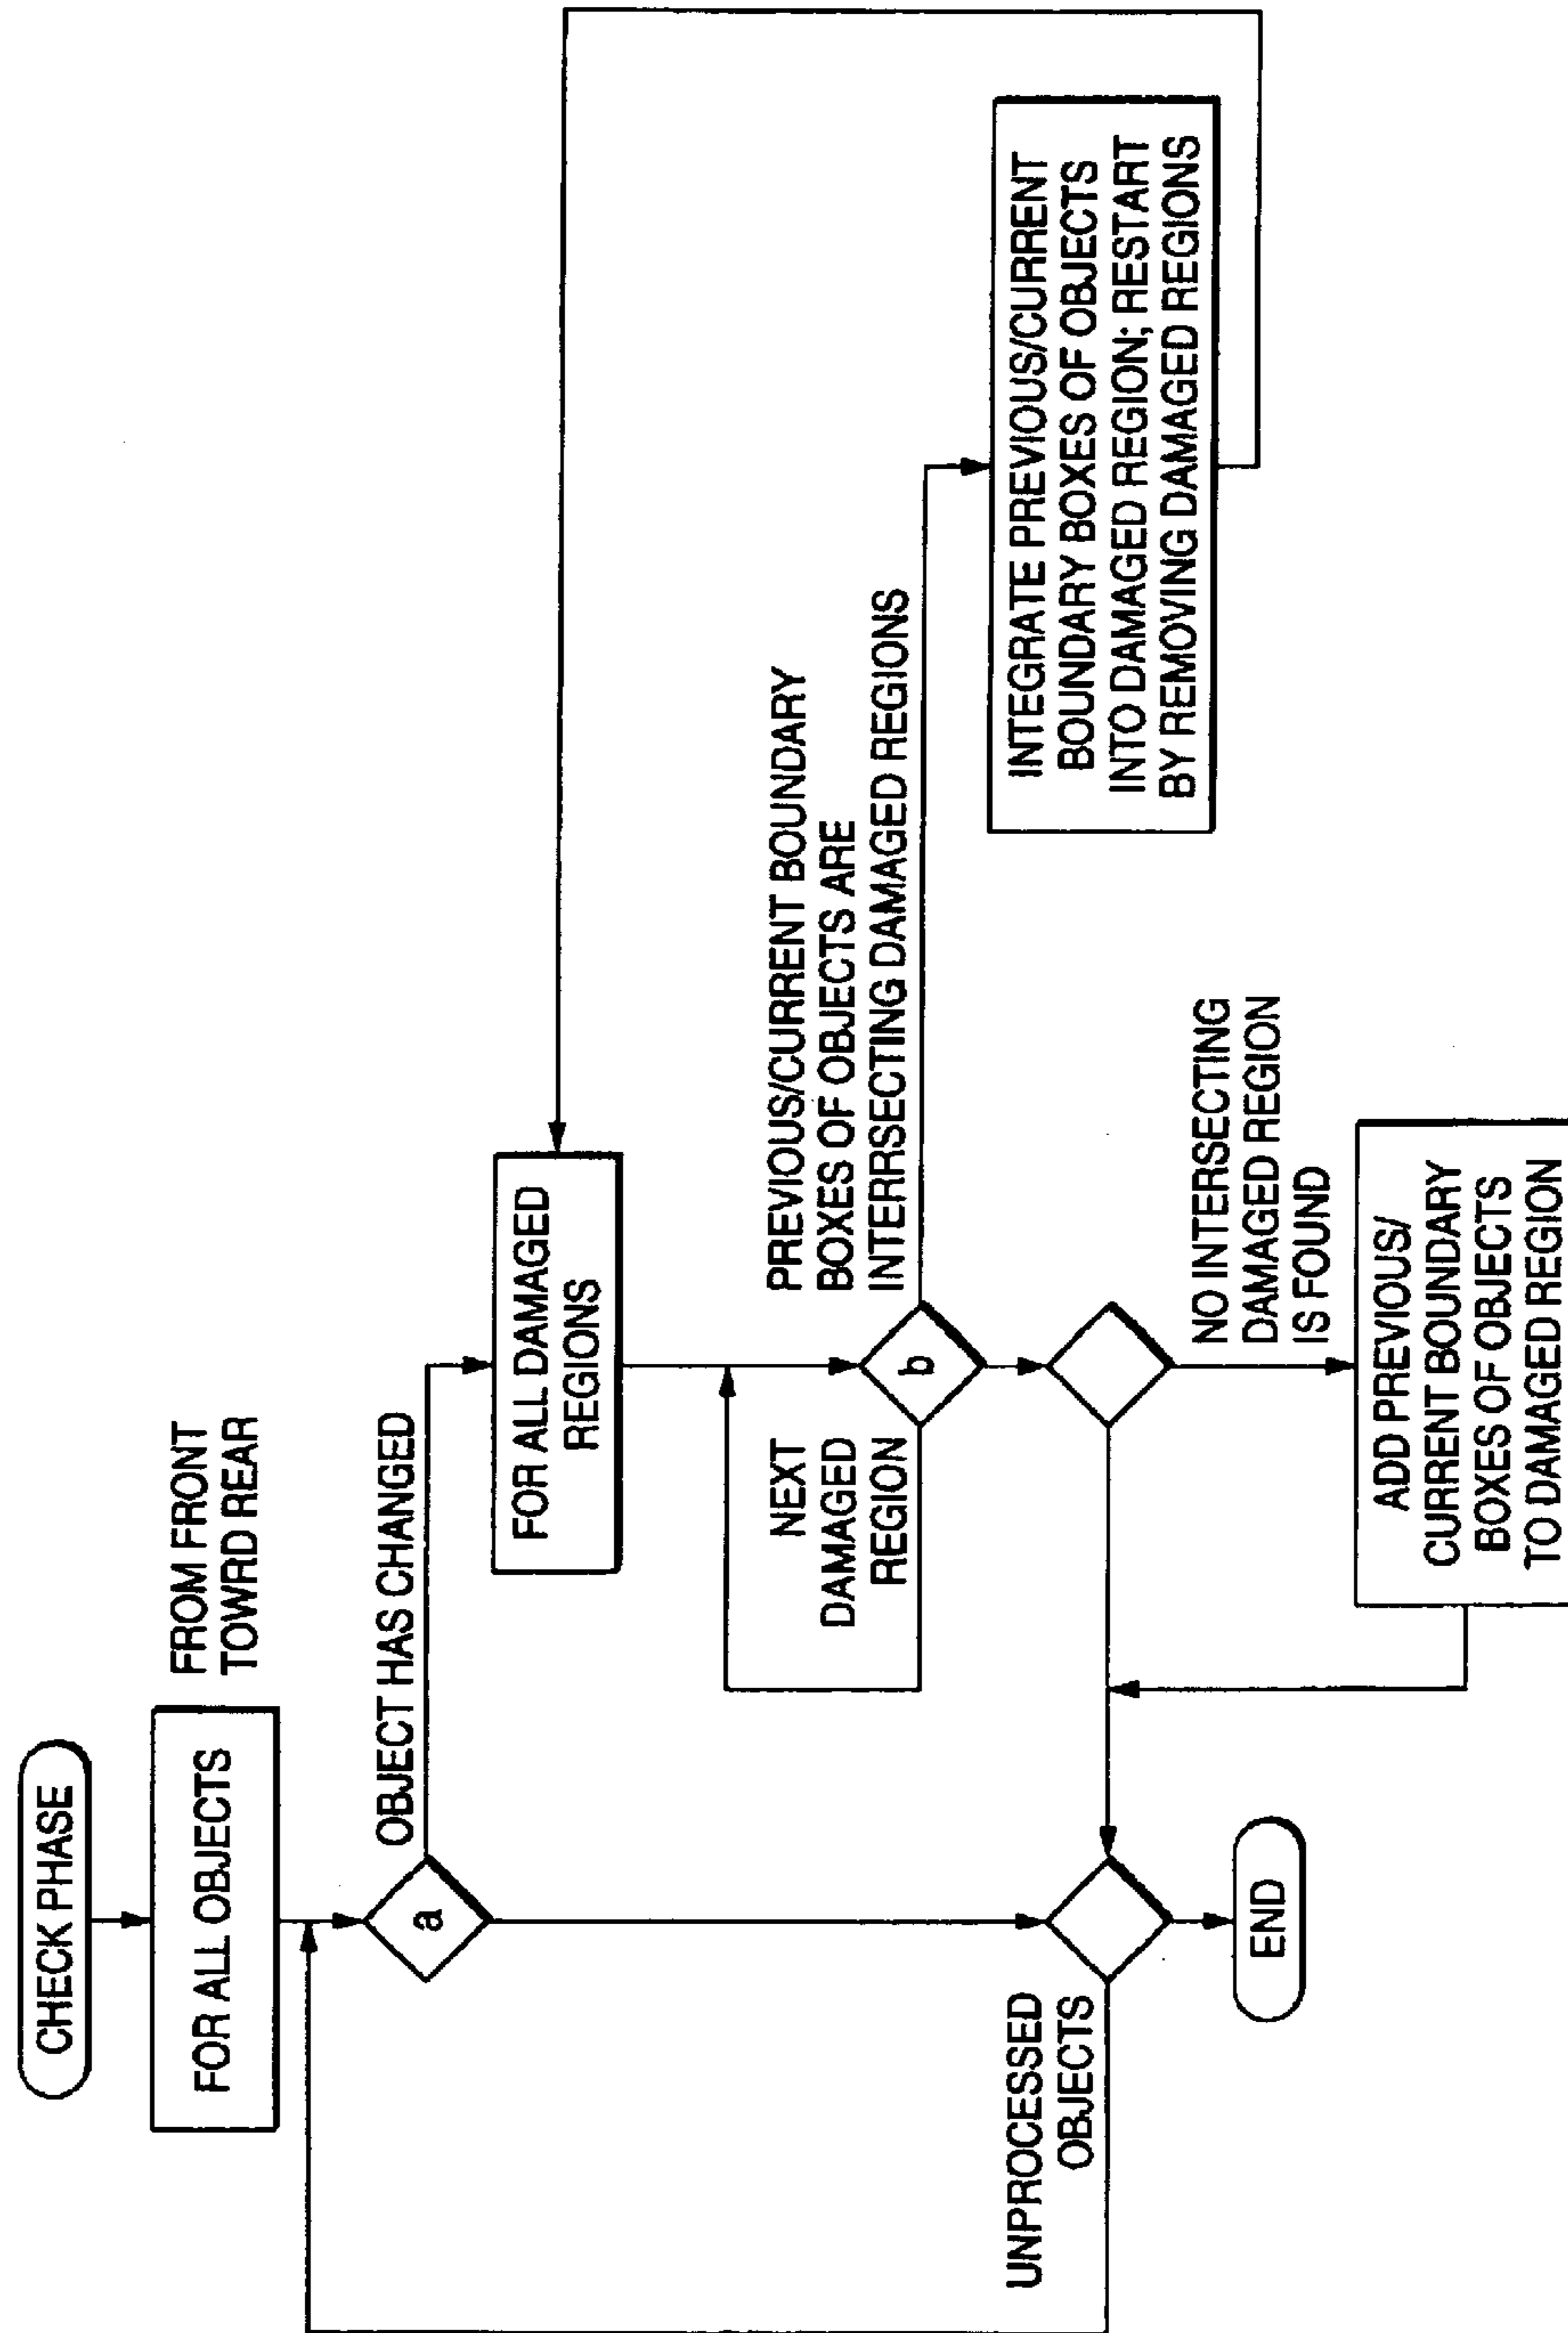 CHECK PHASE
FOR ALL OBJECTS
FROM FRONT
TOWRD REAR
a
OBJECT HAS CHANGED
FOR ALL DAMAGED
REGIONS
NEXT
DAMAGED
REGION
b
PREVIOUS/CURRENT BOUNDARY
BOXES OF OBJECTS ARE
INTERRSECTING DAMAGED REGIONS
INTEGRATE PREVIOUS/CURRENT
BOUNDARY BOXES OF OBJECTS
INTO DAMAGED REGION; RESTART
BY REMOVING DAMAGED REGIONS
NO INTERSECTING
DAMAGED REGION
IS FOUND
ADD PREVIOUS/
CURRENT BOUNDARY
BOXES OF OBJECTS
TO DAMAGED REGION
UNPROCESSED
OBJECTS
END